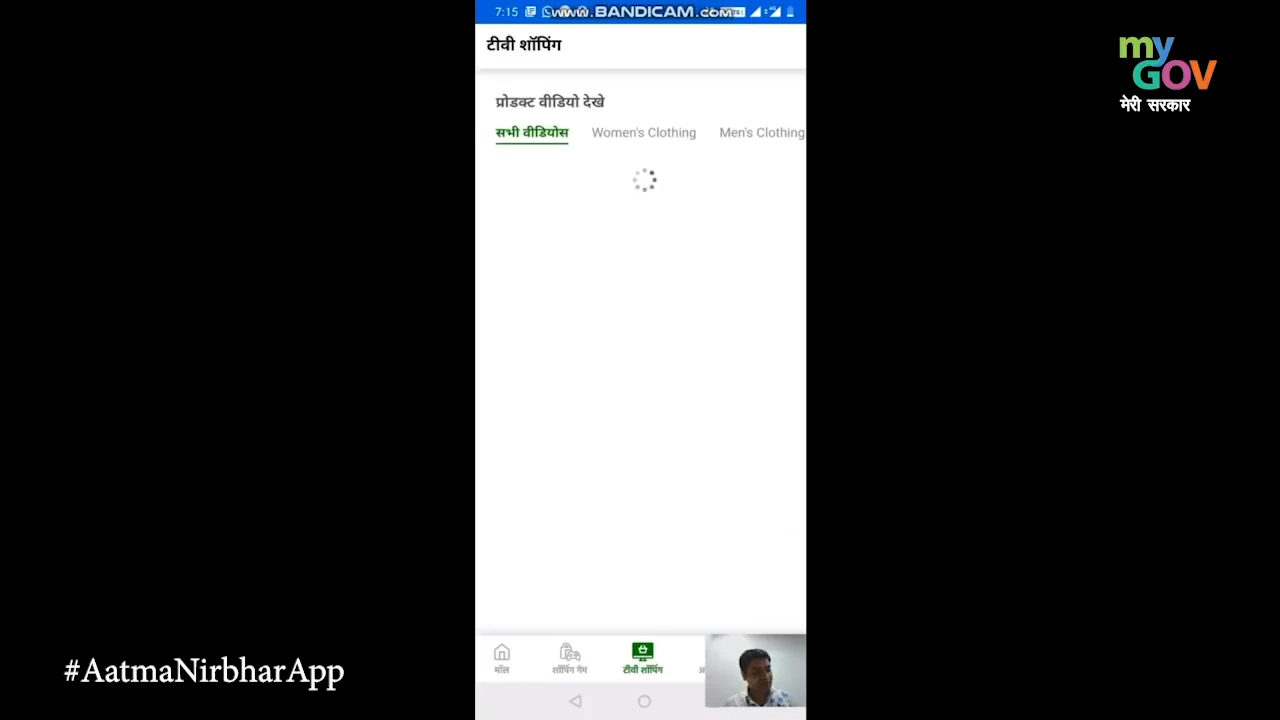 7:15 www.BANDICAM.com
my
GOV
मेरी सरकार
टीवी शॉपिंग
प्रोडक्ट वीडियो देखे
सभी वीडियोस Women's Clothing Men's Clothing
मॉल शॉपिंग गेम टीवी शॉपिंग
#AatmaNirbharApp